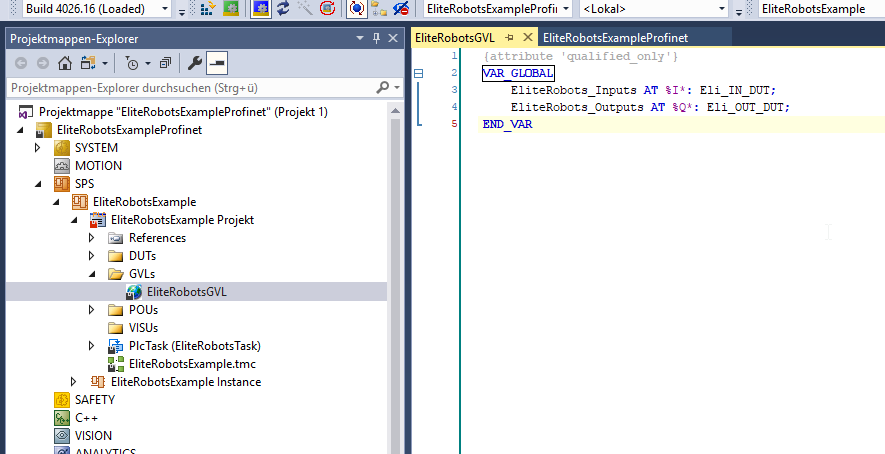 Build 4026.16 (Loaded)
EliteRobotsExampleProfi
<Lokal>
EliteRobotsExample
Projektmappen-Explorer
Projektmappen-Explorer durchsuchen (Strg+ü)
Projektmappe "EliteRobotsExampleProfinet" (Projekt 1)
EliteRobotsExampleProfinet
SYSTEM
MOTION
SPS
EliteRobotsExample
EliteRobotsExample Projekt
References
DUTs
GVLs
EliteRobotsGVL
POUs
VISUs
PlcTask (EliteRobotsTask)
EliteRobotsExample.tmc
EliteRobotsExample Instance
SAFETY
C++
VISION
ANALYTICS
EliteRobotsGVL
EliteRobotsExampleProfinet
1 {attribute 'qualified_only'}
2 VAR_GLOBAL
3 EliteRobots_Inputs AT %I*: Eli_IN_DUT;
4 EliteRobots_Outputs AT %Q*: Eli_OUT_DUT;
5 END_VAR